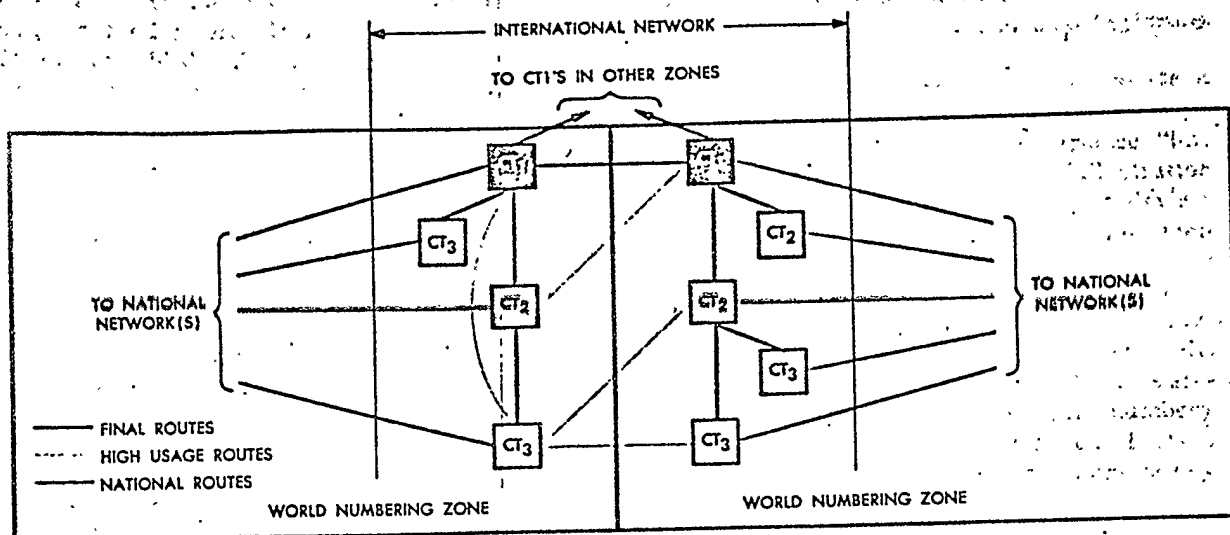 INTERNATIONAL NETWORK
TO CT1'S IN OTHER ZONES
CT3
CT2
CT2
CT2
CT3
CT3
CT3
TO NATIONAL
NETWORK(S)
TO NATIONAL
NETWORK(S)
FINAL ROUTES
HIGH USAGE ROUTES
NATIONAL ROUTES
WORLD NUMBERING ZONE
WORLD NUMBERING ZONE